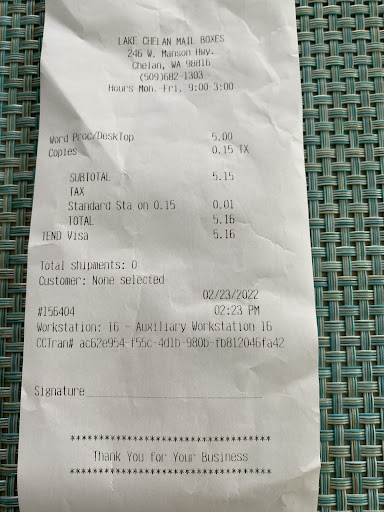 LAKE CHELAN MAIL BOXES
246 W. Manson Hwy.
Chelan, WA 98816
(509)682-1303
Hours Mon.-Fri. 9:00-3:00
Word Proc/DeskTop 5.00
Copies 0.15 TX
SUBTOTAL 5.15
TAX
Standard Sta on 0.15 0.01
TOTAL 5.16
TEND Visa 5.16
Total shipments: 0
Customer: None selected
02/23/2022
#156404 02:23 PM
Workstation: 16 - Auxiliary Workstation 16
CCTran# ac62e954-f55c-4d1b-980b-fb812046fa42
Signature______________________________
***********************************
Thank You for Your Business
***********************************